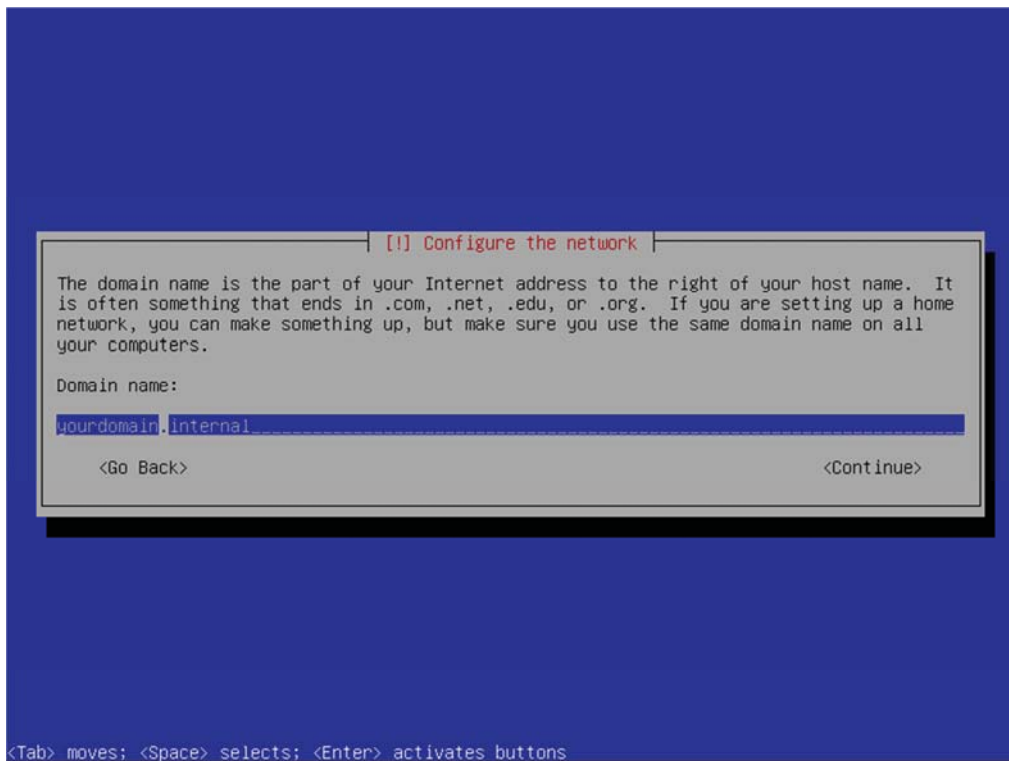 [!] Configure the network
The domain name is the part of your Internet address to the right of your host name.  It
is often something that ends in .com, .net, .edu, or .org.  If you are setting up a home
network, you can make something up, but make sure you use the same domain name on all
your computers.
Domain name:
yourdomain.internal
<Go Back> <Continue>
<Tab> moves; <Space> selects; <Enter> activates buttons